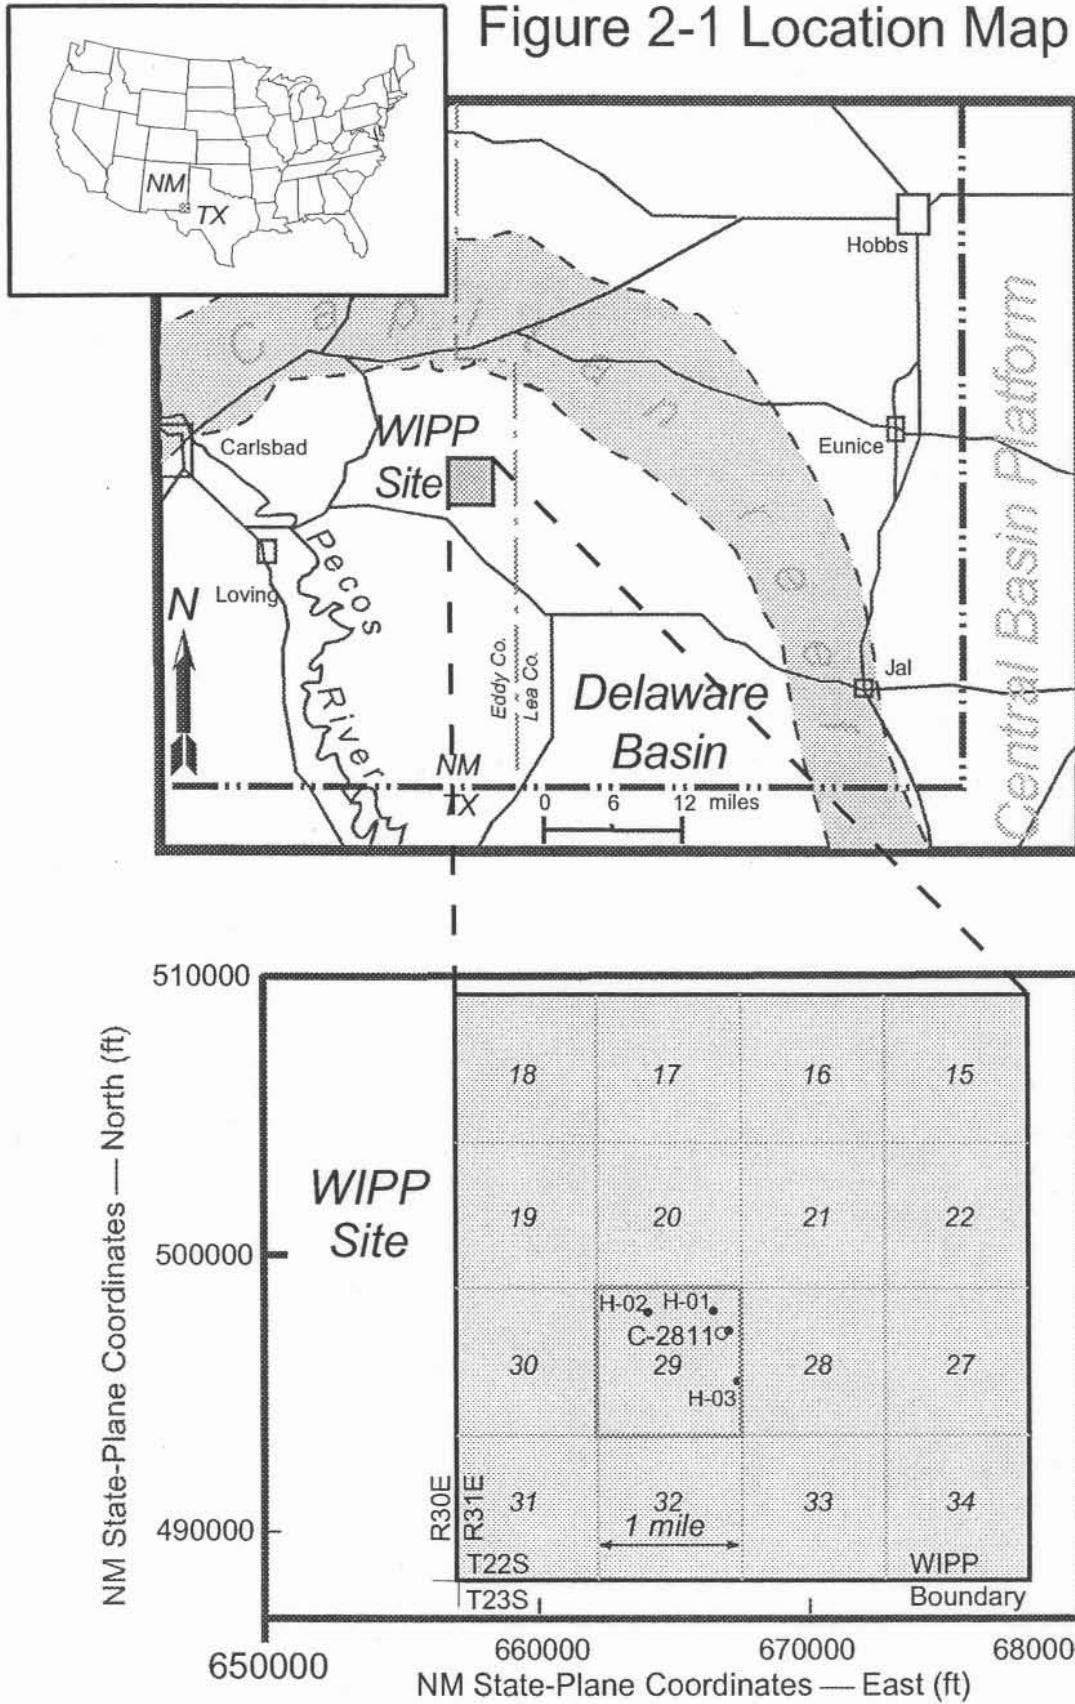 Figure 2-1 Location Map
NM
TX
Hobbs
Capitan reef
Central Basin Platform
Carlsbad
WIPP
Site
Eunice
Loving
Pecos
River
N
Eddy Co.
Lea Co.
Jal
Delaware
Basin
NM
TX
0 6 12 miles
510000
500000
490000
NM State-Plane Coordinates — North (ft)
WIPP
Site
18 17 16 15
19 20 21 22
H-02 H-01
C-2811
30 29 28 27
H-03
31 32 33 34
1 mile
R30E
R31E
T22S
T23S
WIPP
Boundary
650000 660000 670000 68000
NM State-Plane Coordinates — East (ft)